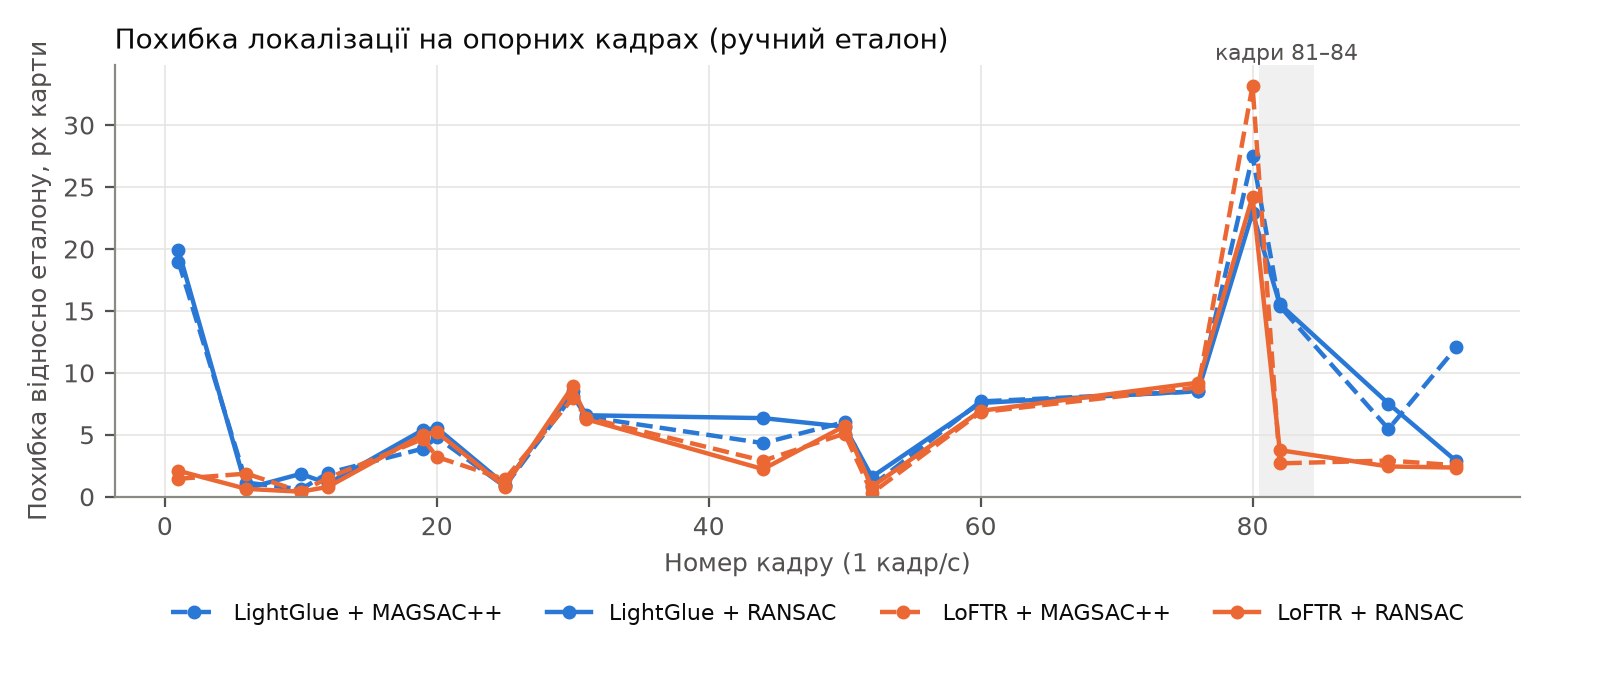 Похибка локалізації на опорних кадрах (ручний еталон)
кадри 81–84
Похибка відносно еталону, px карти
30
25
20
15
10
5
0
0 20 40 60 80
Номер кадру (1 кадр/с)
LightGlue + MAGSAC++ LightGlue + RANSAC LoFTR + MAGSAC++ LoFTR + RANSAC